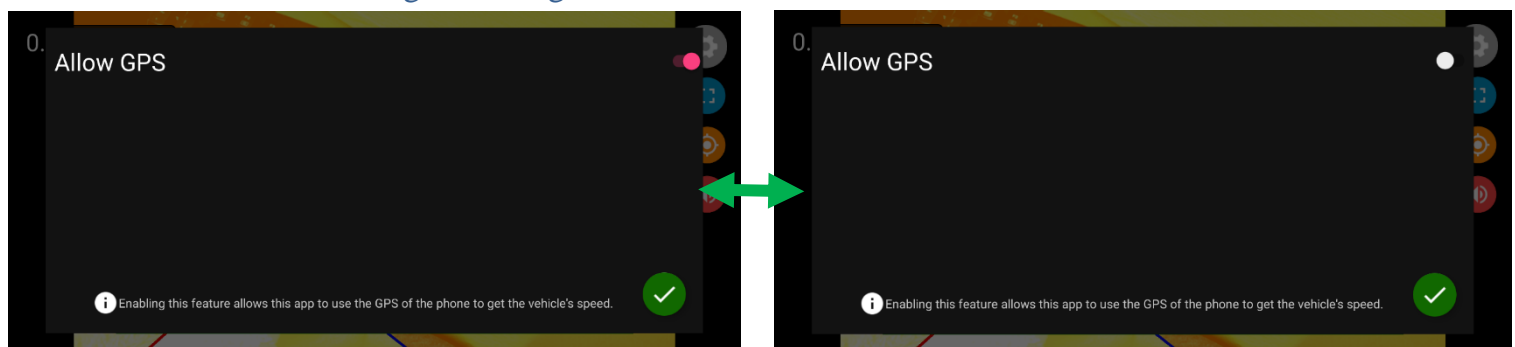 0.
Allow GPS
Enabling this feature allows this app to use the GPS of the phone to get the vehicle's speed.
0.
Allow GPS
Enabling this feature allows this app to use the GPS of the phone to get the vehicle's speed.